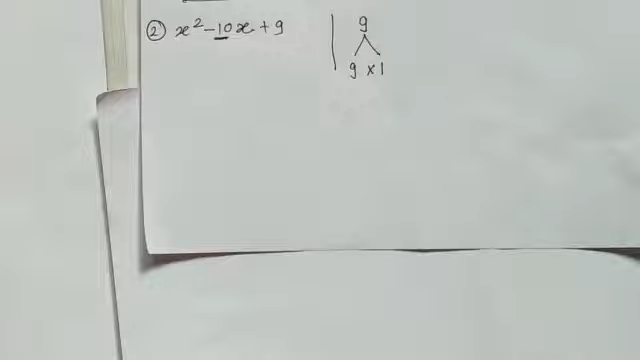 ② x² - 10x + 9
9
9 x 1